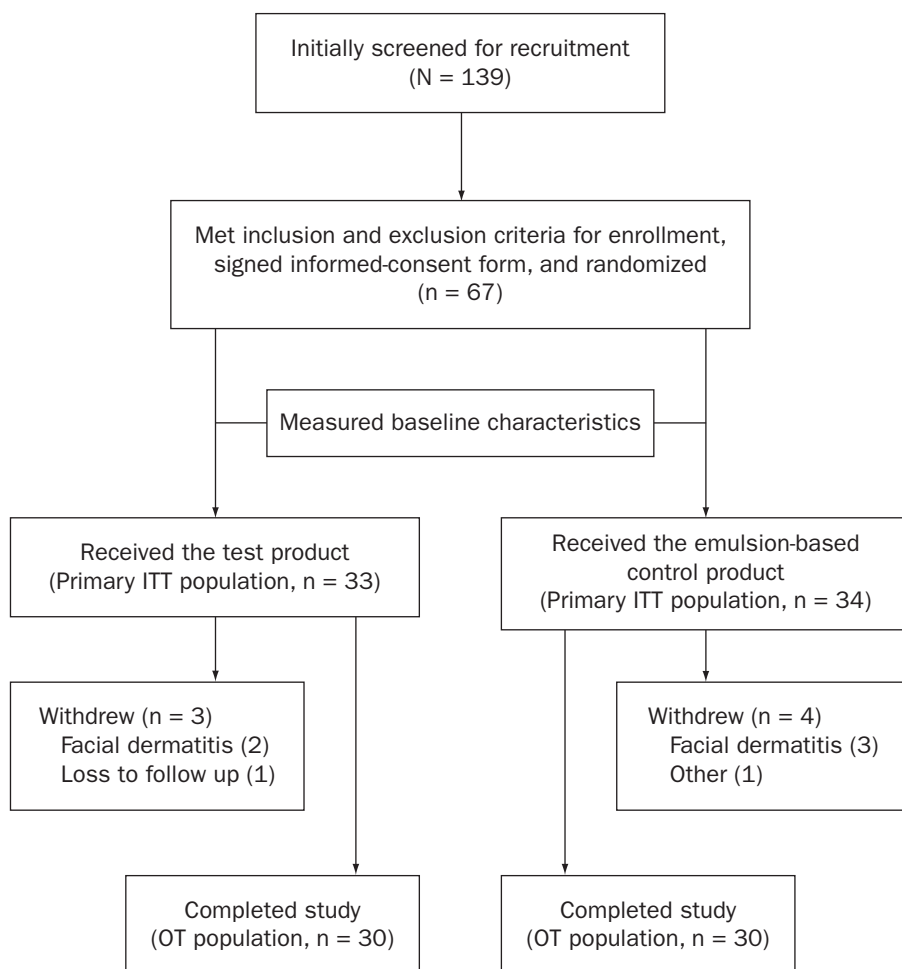 Initially screened for recruitment
(N = 139)
Met inclusion and exclusion criteria for enrollment,
signed informed-consent form, and randomized
(n = 67)
Measured baseline characteristics
Received the test product
(Primary ITT population, n = 33)
Received the emulsion-based
control product
(Primary ITT population, n = 34)
Withdrew (n = 3)
Facial dermatitis (2)
Loss to follow up (1)
Withdrew (n = 4)
Facial dermatitis (3)
Other (1)
Completed study
(OT population, n = 30)
Completed study
(OT population, n = 30)